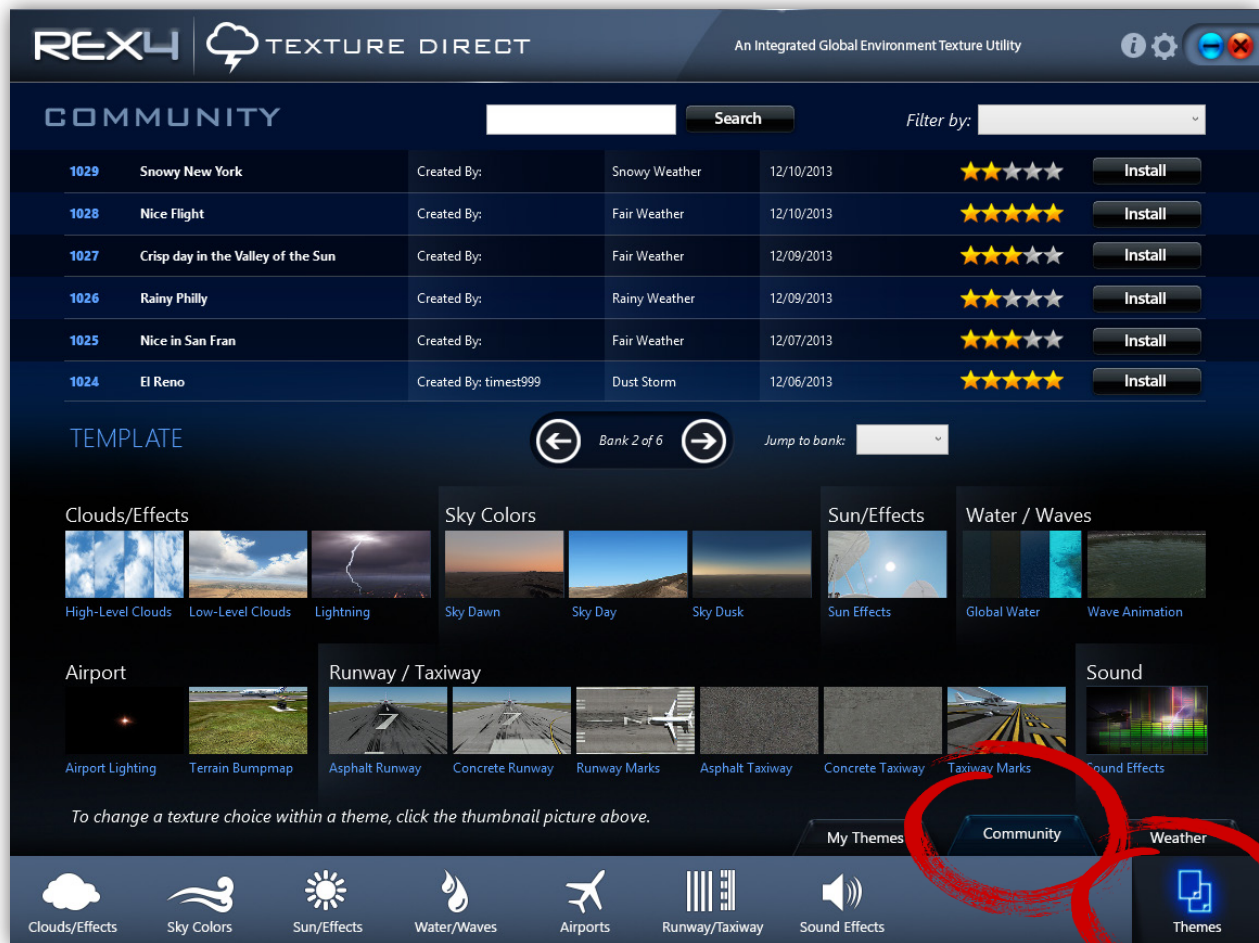 REX4 TEXTURE DIRECT An Integrated Global Environment Texture Utility
COMMUNITY Search Filter by:
1029 Snowy New York Created By: Snowy Weather 12/10/2013 Install
1028 Nice Flight Created By: Fair Weather 12/10/2013 Install
1027 Crisp day in the Valley of the Sun Created By: Fair Weather 12/09/2013 Install
1026 Rainy Philly Created By: Rainy Weather 12/09/2013 Install
1025 Nice in San Fran Created By: Fair Weather 12/07/2013 Install
1024 El Reno Created By: timest999 Dust Storm 12/06/2013 Install
TEMPLATE Bank 2 of 6 Jump to bank:
Clouds/Effects Sky Colors Sun/Effects Water / Waves
High-Level Clouds Low-Level Clouds Lightning Sky Dawn Sky Day Sky Dusk Sun Effects Global Water Wave Animation
Airport Runway / Taxiway Sound
Airport Lighting Terrain Bumpmap Asphalt Runway Concrete Runway Runway Marks Asphalt Taxiway Concrete Taxiway Taxiway Marks Sound Effects
To change a texture choice within a theme, click the thumbnail picture above.
My Themes Community Weather
Clouds/Effects Sky Colors Sun/Effects Water/Waves Airports Runway/Taxiway Sound Effects Themes